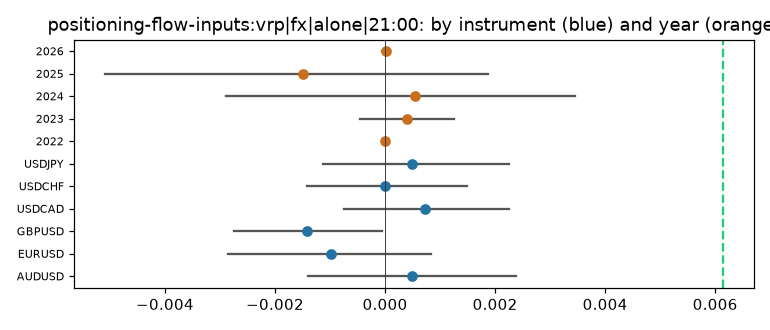 positioning-flow-inputs:vrp|fx|alone|21:00: by instrument (blue) and year (orange
2026
2025
2024
2023
2022
USDJPY
USDCHF
USDCAD
GBPUSD
EURUSD
AUDUSD
−0.004 −0.002 0.000 0.002 0.004 0.006